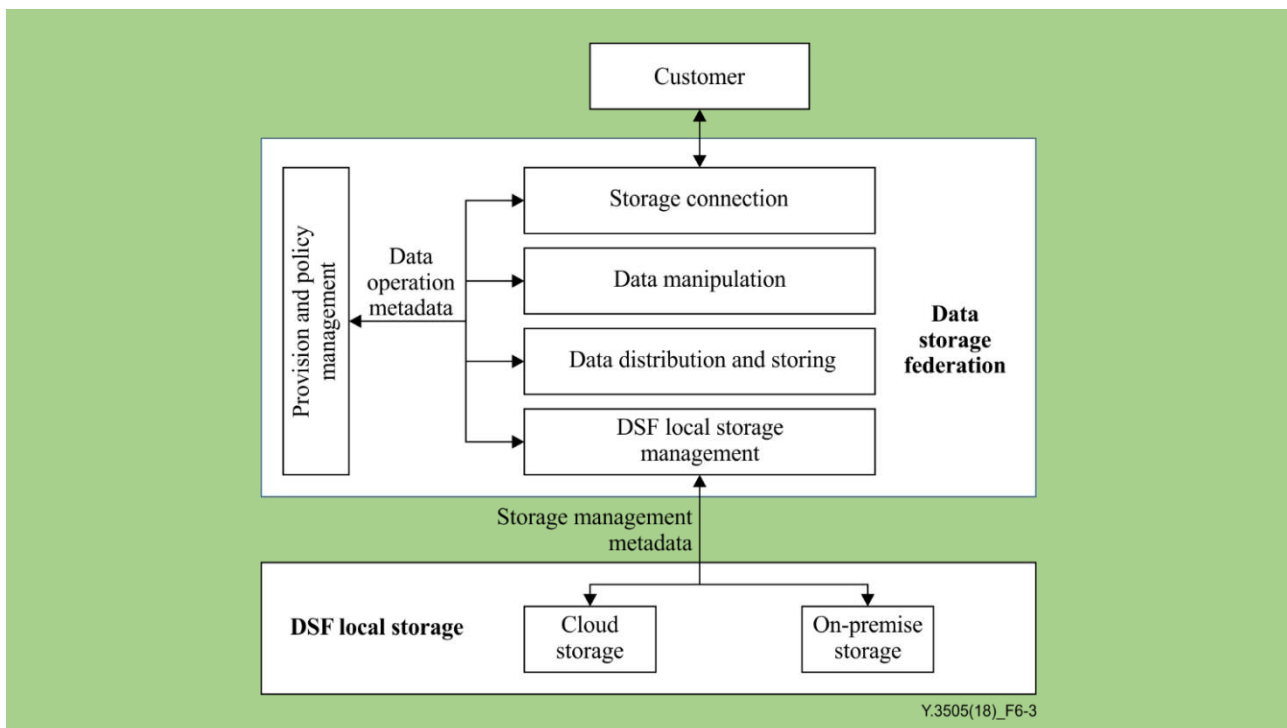 Customer
Storage connection
Provision and policy
management
Data
operation
metadata
Data manipulation
Data distribution and storing
Data
storage
federation
DSF local storage
management
Storage management
metadata
DSF local storage
Cloud
storage
On-premise
storage
Y.3505(18)_F6-3